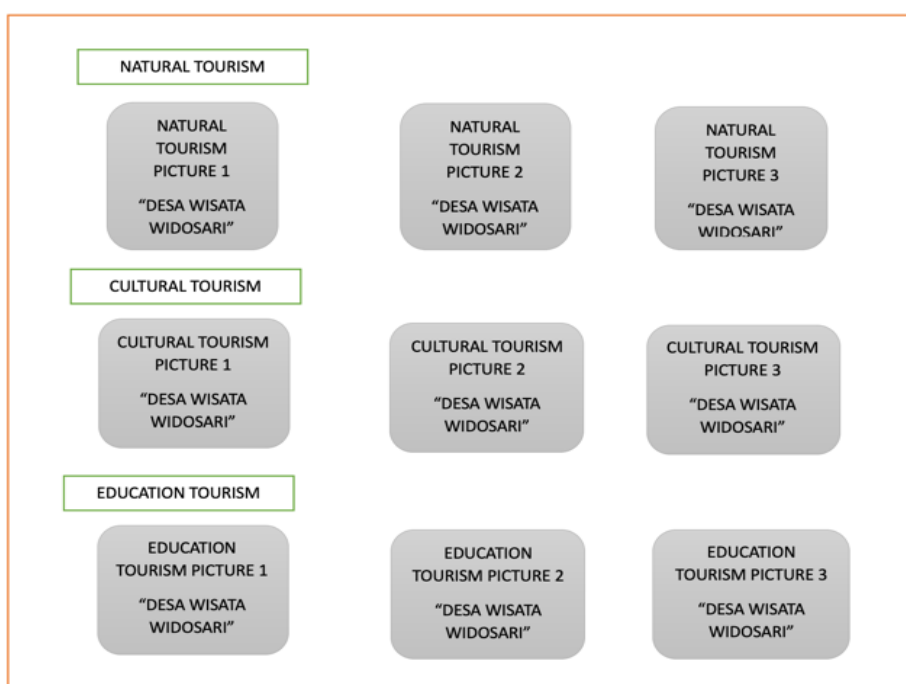 NATURAL TOURISM
NATURAL
TOURISM
PICTURE 1
“DESA WISATA
WIDOSARI”
NATURAL
TOURISM
PICTURE 2
“DESA WISATA
WIDOSARI”
NATURAL
TOURISM
PICTURE 3
“DESA WISATA
WIDOSARI”
CULTURAL TOURISM
CULTURAL TOURISM
PICTURE 1
“DESA WISATA
WIDOSARI”
CULTURAL TOURISM
PICTURE 2
“DESA WISATA
WIDOSARI”
CULTURAL TOURISM
PICTURE 3
“DESA WISATA
WIDOSARI”
EDUCATION TOURISM
EDUCATION
TOURISM PICTURE 1
“DESA WISATA
WIDOSARI”
EDUCATION
TOURISM PICTURE 2
“DESA WISATA
WIDOSARI”
EDUCATION
TOURISM PICTURE 3
“DESA WISATA
WIDOSARI”